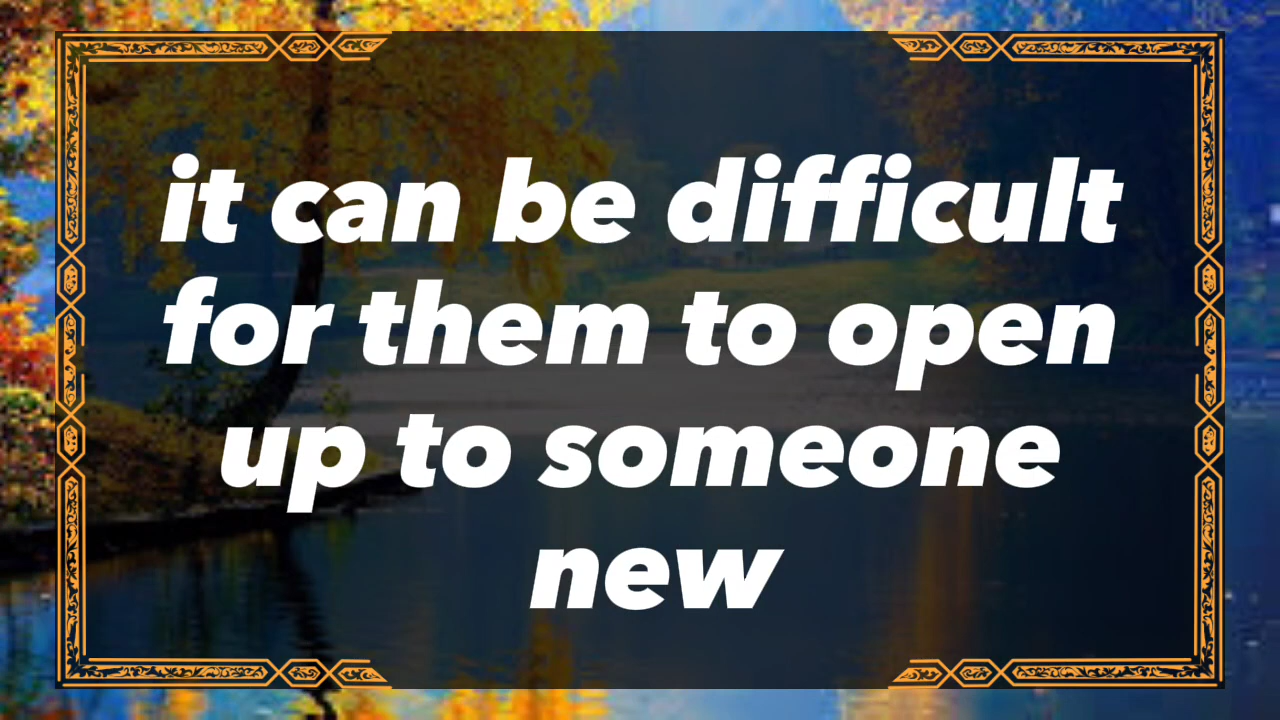 it can be difficult
for them to open
up to someone
new